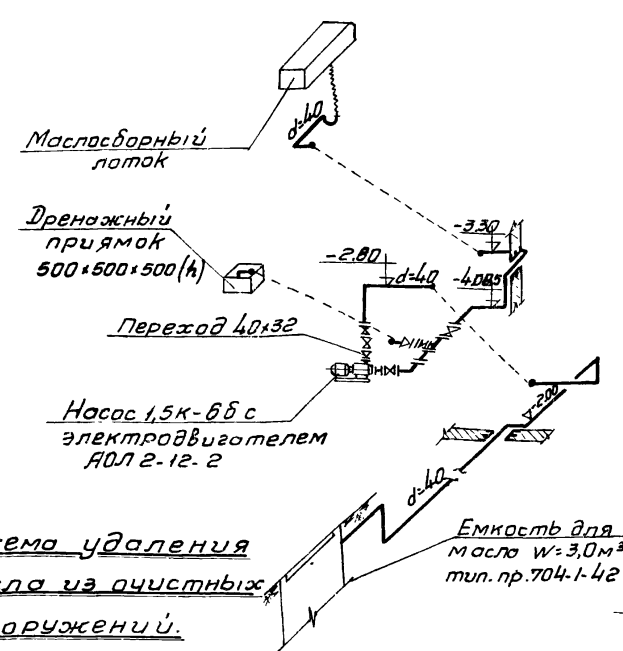 d=40
Маслосборный
лоток
Дренажный
приямок
500×500×500(h)
-3.30
-2.80
d=40
-4.085
Переход 40×32
Насос 1,5к-6б с
электродвигателем
АОЛ 2-12-2
-2.00
d=40
Емкость для
масла W=3,0м³
тип. пр. 704-1-42
ема удаления
сла из очистных
оружений.